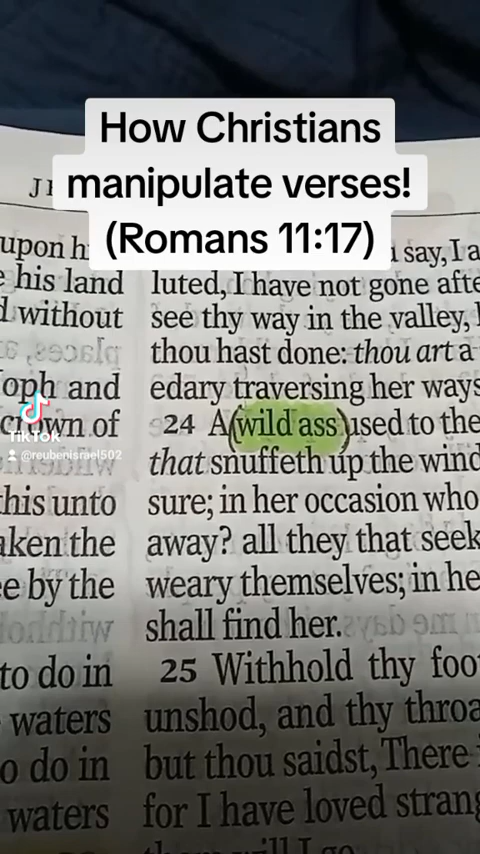 How Christians
manipulate verses!
(Romans 11:17)
upon
his land
without
oph and
crown of
this unto
aken the
e by the
to do in
waters
o do in
waters
say, I a
luted, I have not gone afte
see thy way in the valley,
thou hast done: thou art a
edary traversing her ways
24 A (wild ass) used to the
that snuffeth up the wind
sure; in her occasion who
away? all they that seek
weary themselves; in he
shall find her.
25 Withhold thy foo
unshod, and thy throa
but thou saidst, There
for I have loved strang
will I go
TikTok
@reubenisrael502